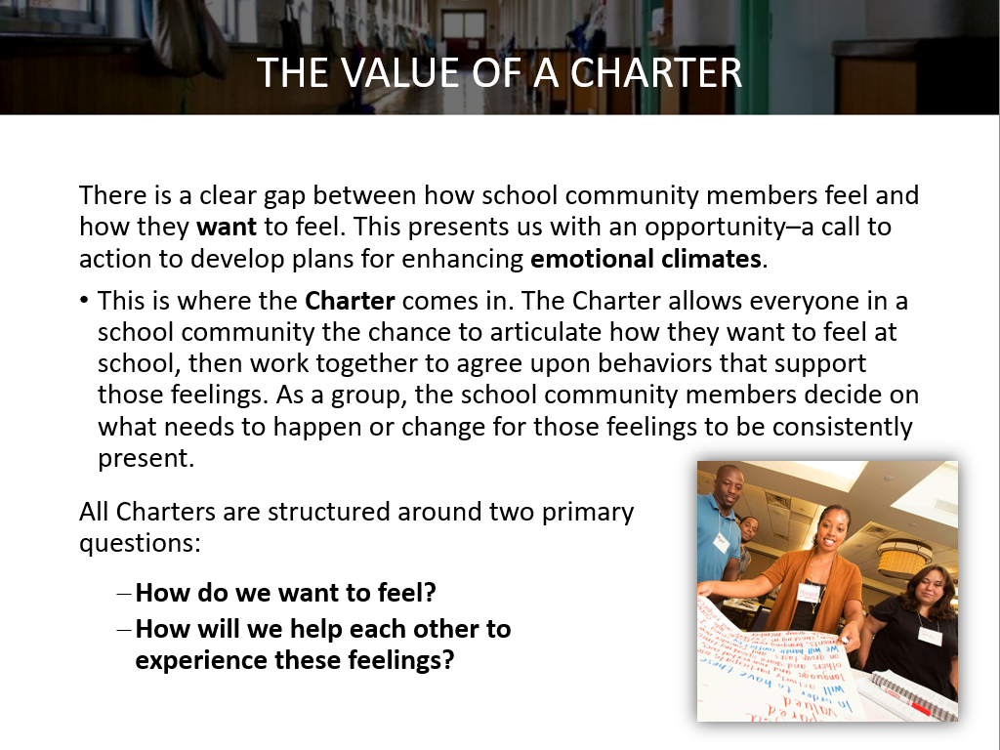 THE VALUE OF A CHARTER
There is a clear gap between how school community members feel and
how they want to feel. This presents us with an opportunity–a call to
action to develop plans for enhancing emotional climates.
• This is where the Charter comes in. The Charter allows everyone in a
school community the chance to articulate how they want to feel at
school, then work together to agree upon behaviors that support
those feelings. As a group, the school community members decide on
what needs to happen or change for those feelings to be consistently
present.
All Charters are structured around two primary
questions:
–How do we want to feel?
–How will we help each other to
experience these feelings?
valued
In order to have these